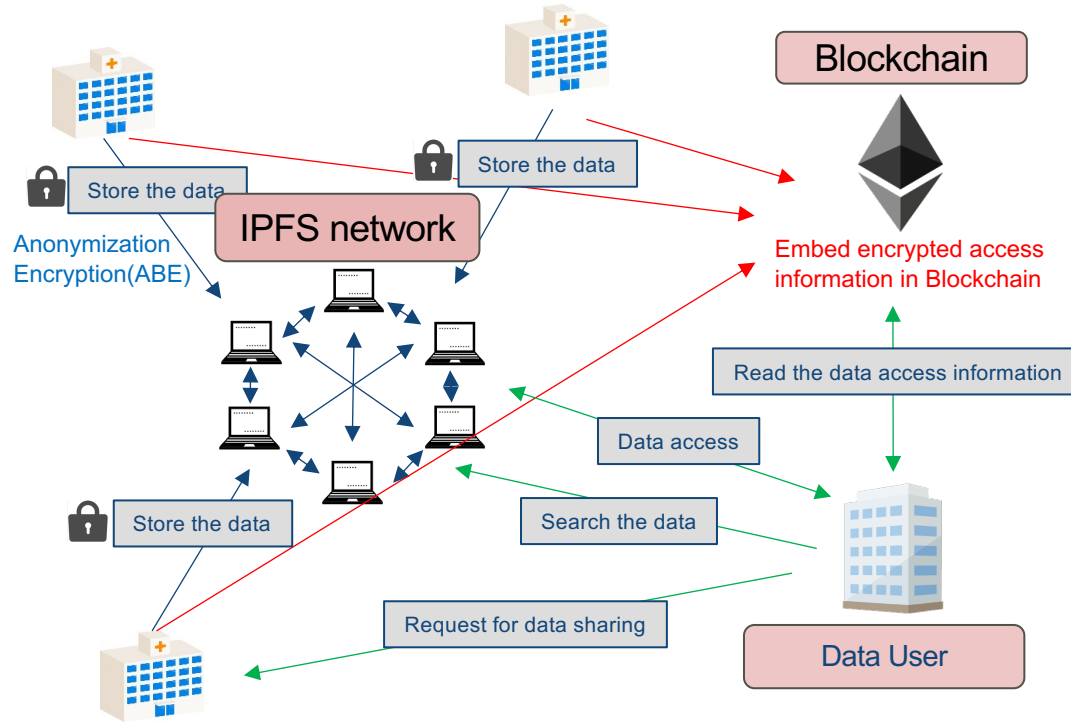 Blockchain
Store the data
Store the data
IPFS network
Anonymization
Encryption(ABE)
Embed encrypted access
information in Blockchain
Read the data access information
Data access
Store the data
Search the data
Request for data sharing
Data User